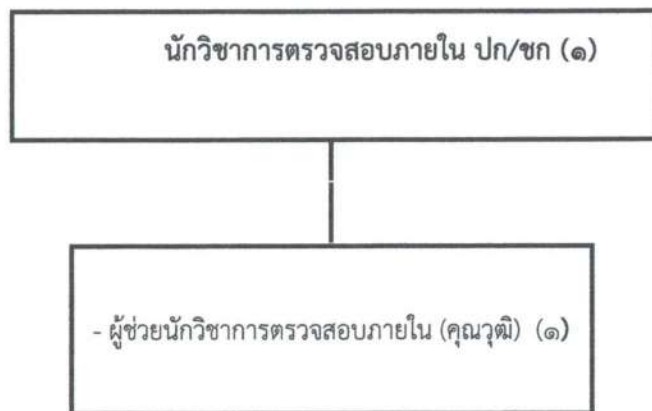 นักวิชาการตรวจสอบภายใน ปก/ชก (๑)
- ผู้ช่วยนักวิชาการตรวจสอบภายใน (คุณวุฒิ) (๑)